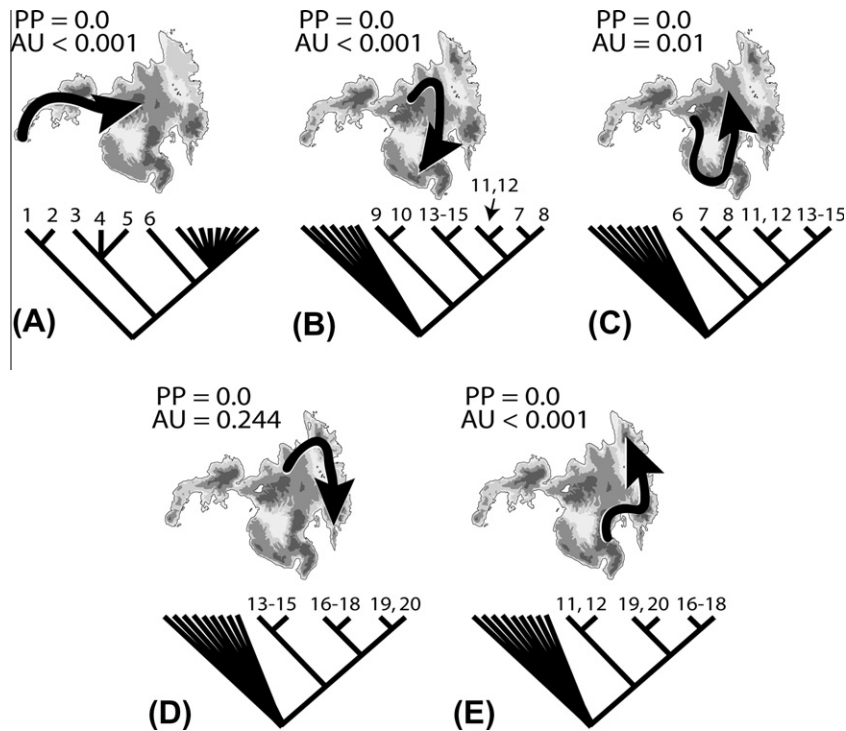 PP = 0.0
AU < 0.001
1 2 3 4 5 6
(A)
PP = 0.0
AU < 0.001
11,12
9 10 13-15 7 8
(B)
PP = 0.0
AU = 0.01
6 7 8 11, 12 13-15
(C)
PP = 0.0
AU = 0.244
13-15 16-18 19, 20
(D)
PP = 0.0
AU < 0.001
11, 12 19, 20 16-18
(E)